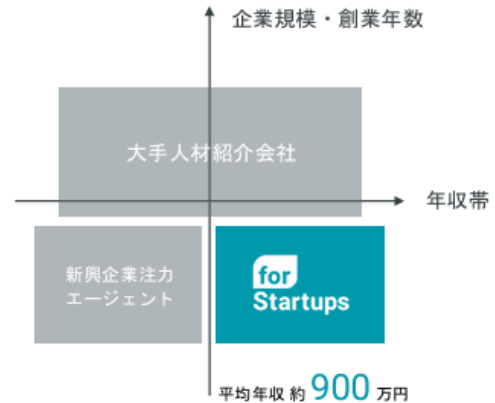 企業規模・創業年数
大手人材紹介会社
年収帯
新興企業注力
エージェント
for
Startups
平均年収 約 900 万円